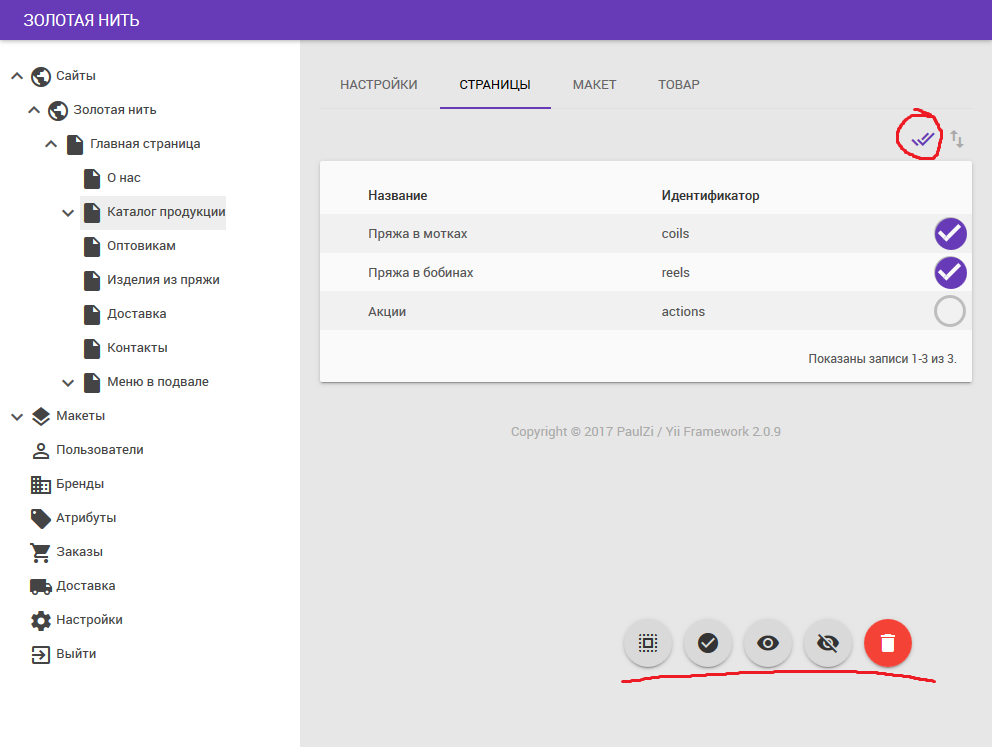 ЗОЛОТАЯ НИТЬ
Сайты
Золотая нить
Главная страница
О нас
Каталог продукции
Оптовикам
Изделия из пряжи
Доставка
Контакты
Меню в подвале
Макеты
Пользователи
Бренды
Атрибуты
Заказы
Доставка
Настройки
Выйти
НАСТРОЙКИ СТРАНИЦЫ МАКЕТ ТОВАР
Название Идентификатор
Пряжа в мотках coils
Пряжа в бобинах reels
Акции actions
Показаны записи 1-3 из 3.
Copyright © 2017 PaulZi / Yii Framework 2.0.9